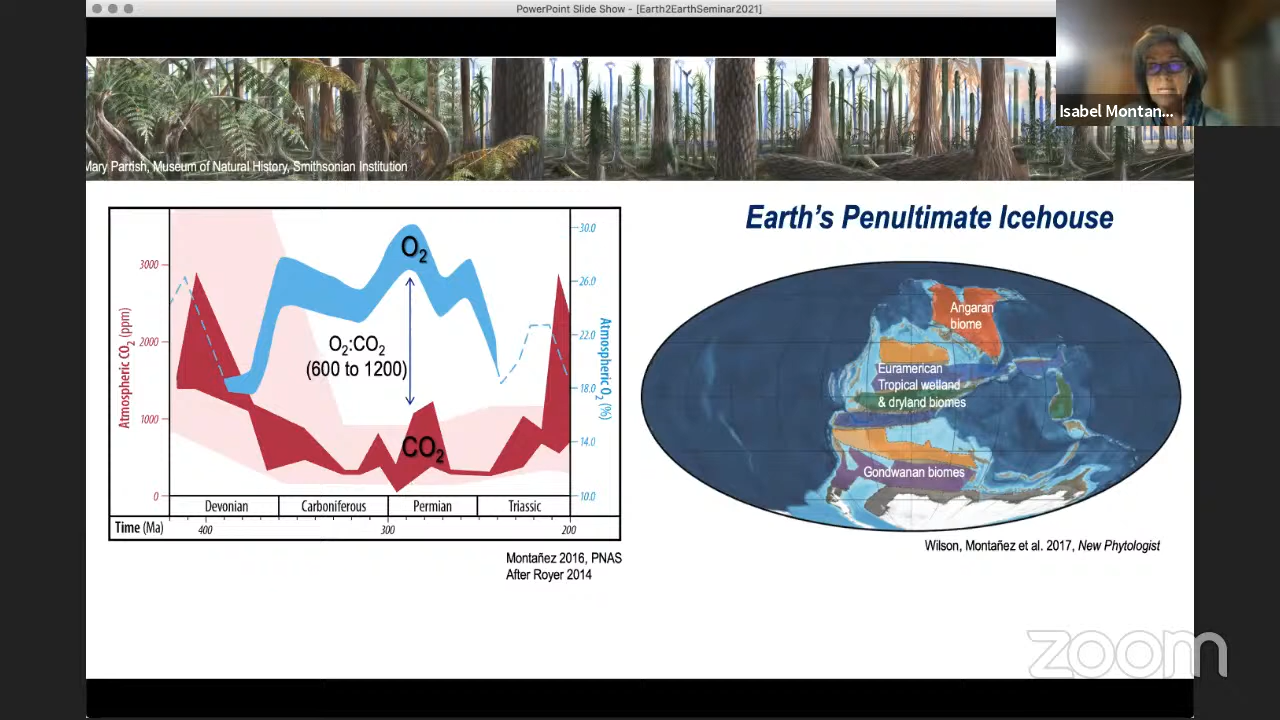 PowerPoint Slide Show - [Earth2EarthSeminar2021]
Isabel Montan...
Mary Parrish, Museum of Natural History, Smithsonian Institution
Earth's Penultimate Icehouse
Atmospheric CO2 (ppm)
3000
2000
1000
0
O2
O2:CO2
(600 to 1200)
CO2
30.0
26.0
22.0
18.0
14.0
10.0
Atmospheric O2 (%)
Devonian
Carboniferous
Permian
Triassic
Time (Ma)
400
300
200
Montañez 2016, PNAS
After Royer 2014
Angaran
biome
Euramerican
Tropical wetland
& dryland biomes
Gondwanan biomes
Wilson, Montañez et al. 2017, New Phytologist
zoom